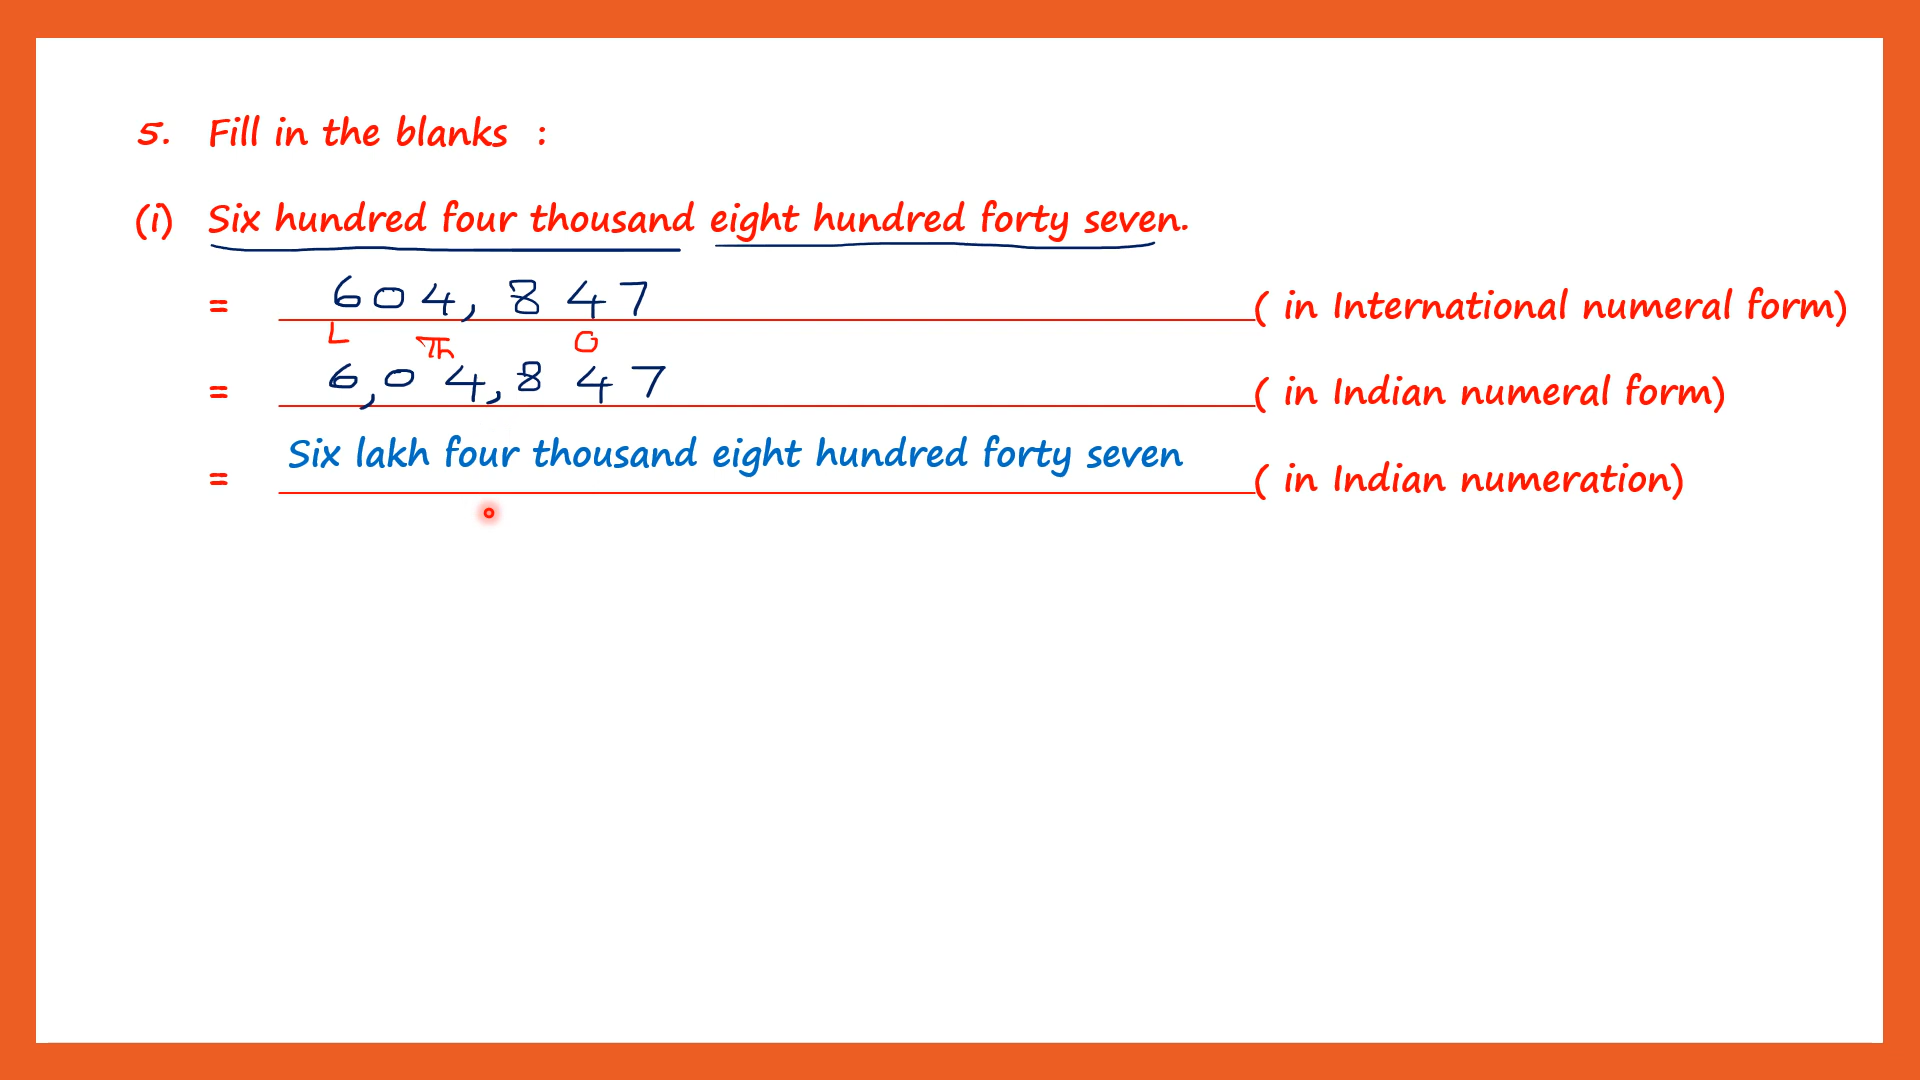 5. Fill in the blanks :
(i) Six hundred four thousand eight hundred forty seven.
= 604,847 ( in International numeral form)
L Th O
= 6,04,847 ( in Indian numeral form)
= Six lakh four thousand eight hundred forty seven ( in Indian numeration)